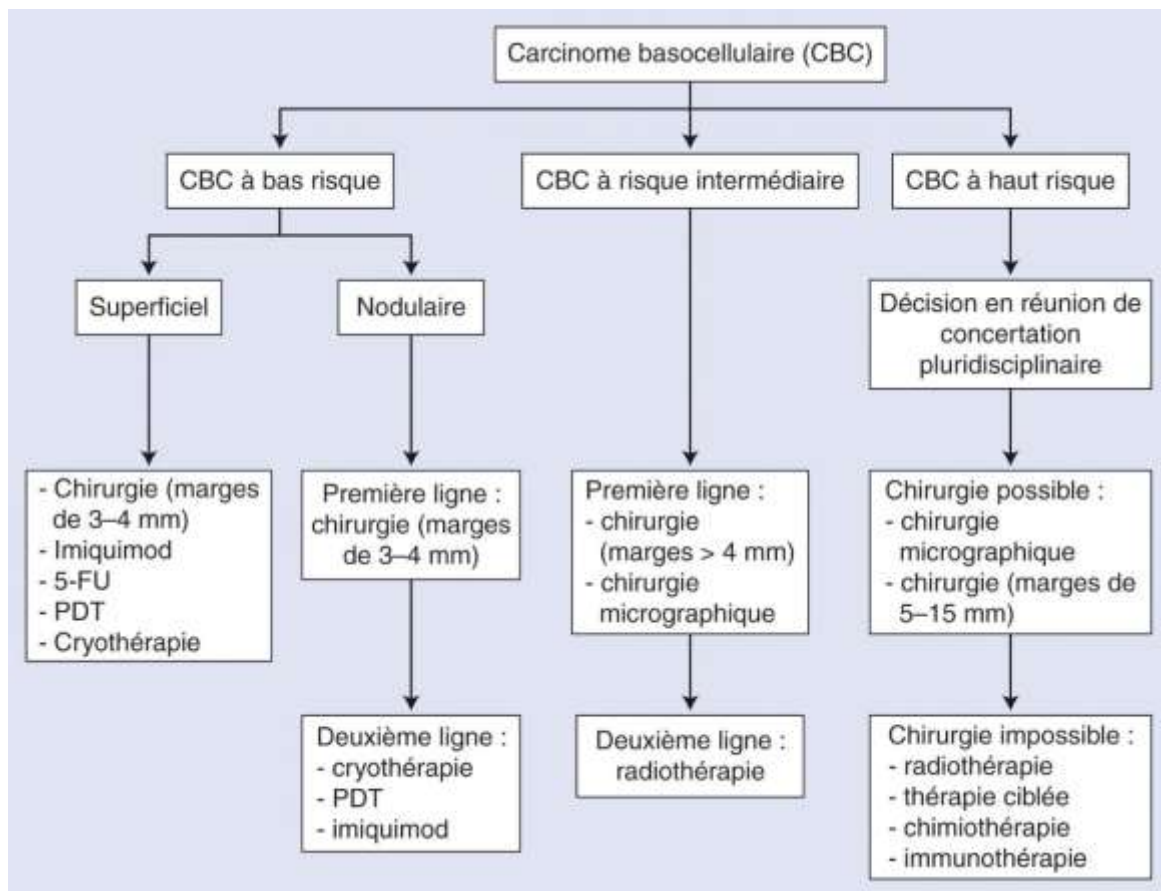 Carcinome basocellulaire (CBC)
CBC à bas risque
CBC à risque intermédiaire
CBC à haut risque
Superficiel
Nodulaire
Décision en réunion de
concertation
pluridisciplinaire
- Chirurgie (marges
de 3–4 mm)
- Imiquimod
- 5-FU
- PDT
- Cryothérapie
Première ligne :
chirurgie (marges
de 3–4 mm)
Première ligne :
- chirurgie
(marges > 4 mm)
- chirurgie
micrographique
Chirurgie possible :
- chirurgie
micrographique
- chirurgie (marges de
5–15 mm)
Deuxième ligne :
- cryothérapie
- PDT
- imiquimod
Deuxième ligne :
radiothérapie
Chirurgie impossible :
- radiothérapie
- thérapie ciblée
- chimiothérapie
- immunothérapie